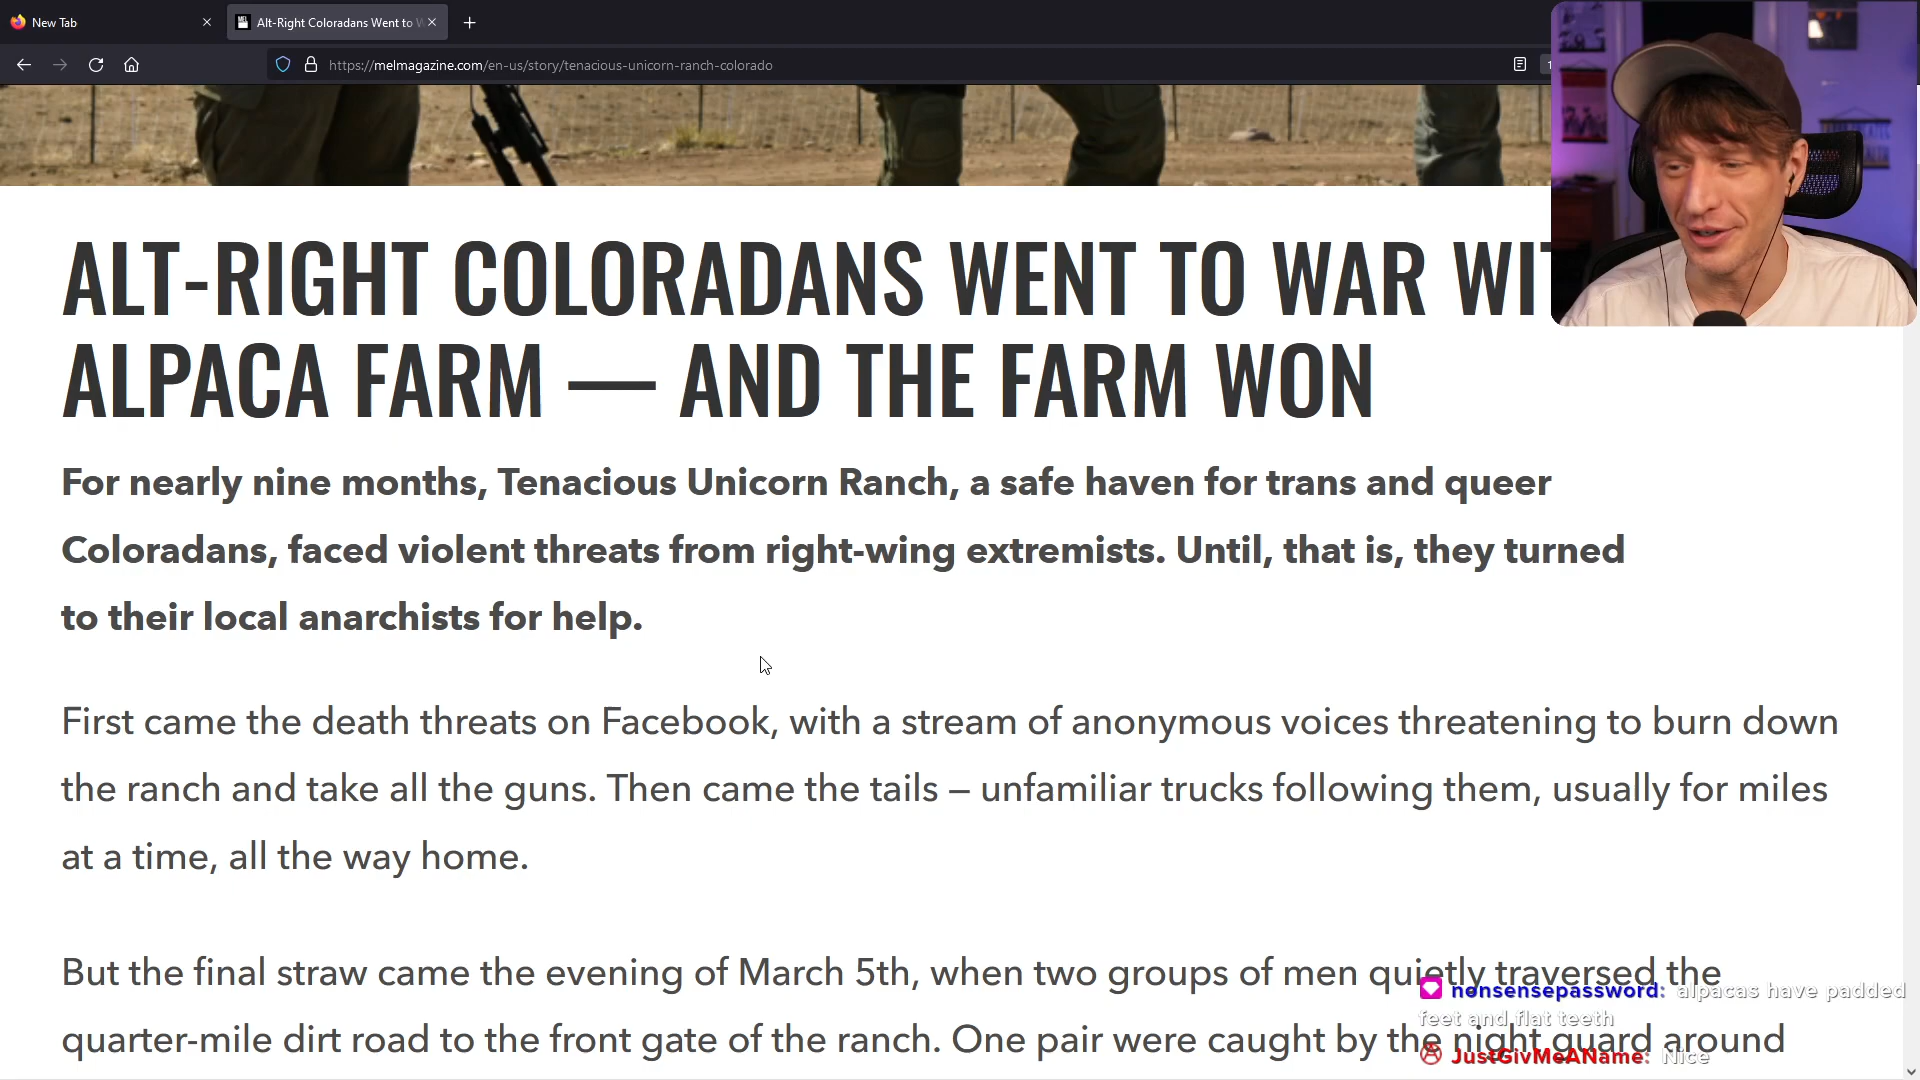 New Tab
Alt-Right Coloradans Went to W
https://melmagazine.com/en-us/story/tenacious-unicorn-ranch-colorado
ALT-RIGHT COLORADANS WENT TO WAR WIT
ALPACA FARM — AND THE FARM WON
For nearly nine months, Tenacious Unicorn Ranch, a safe haven for trans and queer
Coloradans, faced violent threats from right-wing extremists. Until, that is, they turned
to their local anarchists for help.
First came the death threats on Facebook, with a stream of anonymous voices threatening to burn down
the ranch and take all the guns. Then came the tails — unfamiliar trucks following them, usually for miles
at a time, all the way home.
But the final straw came the evening of March 5th, when two groups of men quietly traversed the
nensensepassword: alpacas have padded
feet and flat teeth
quarter-mile dirt road to the front gate of the ranch. One pair were caught by the night guard around
JustGivMeAName: Nice